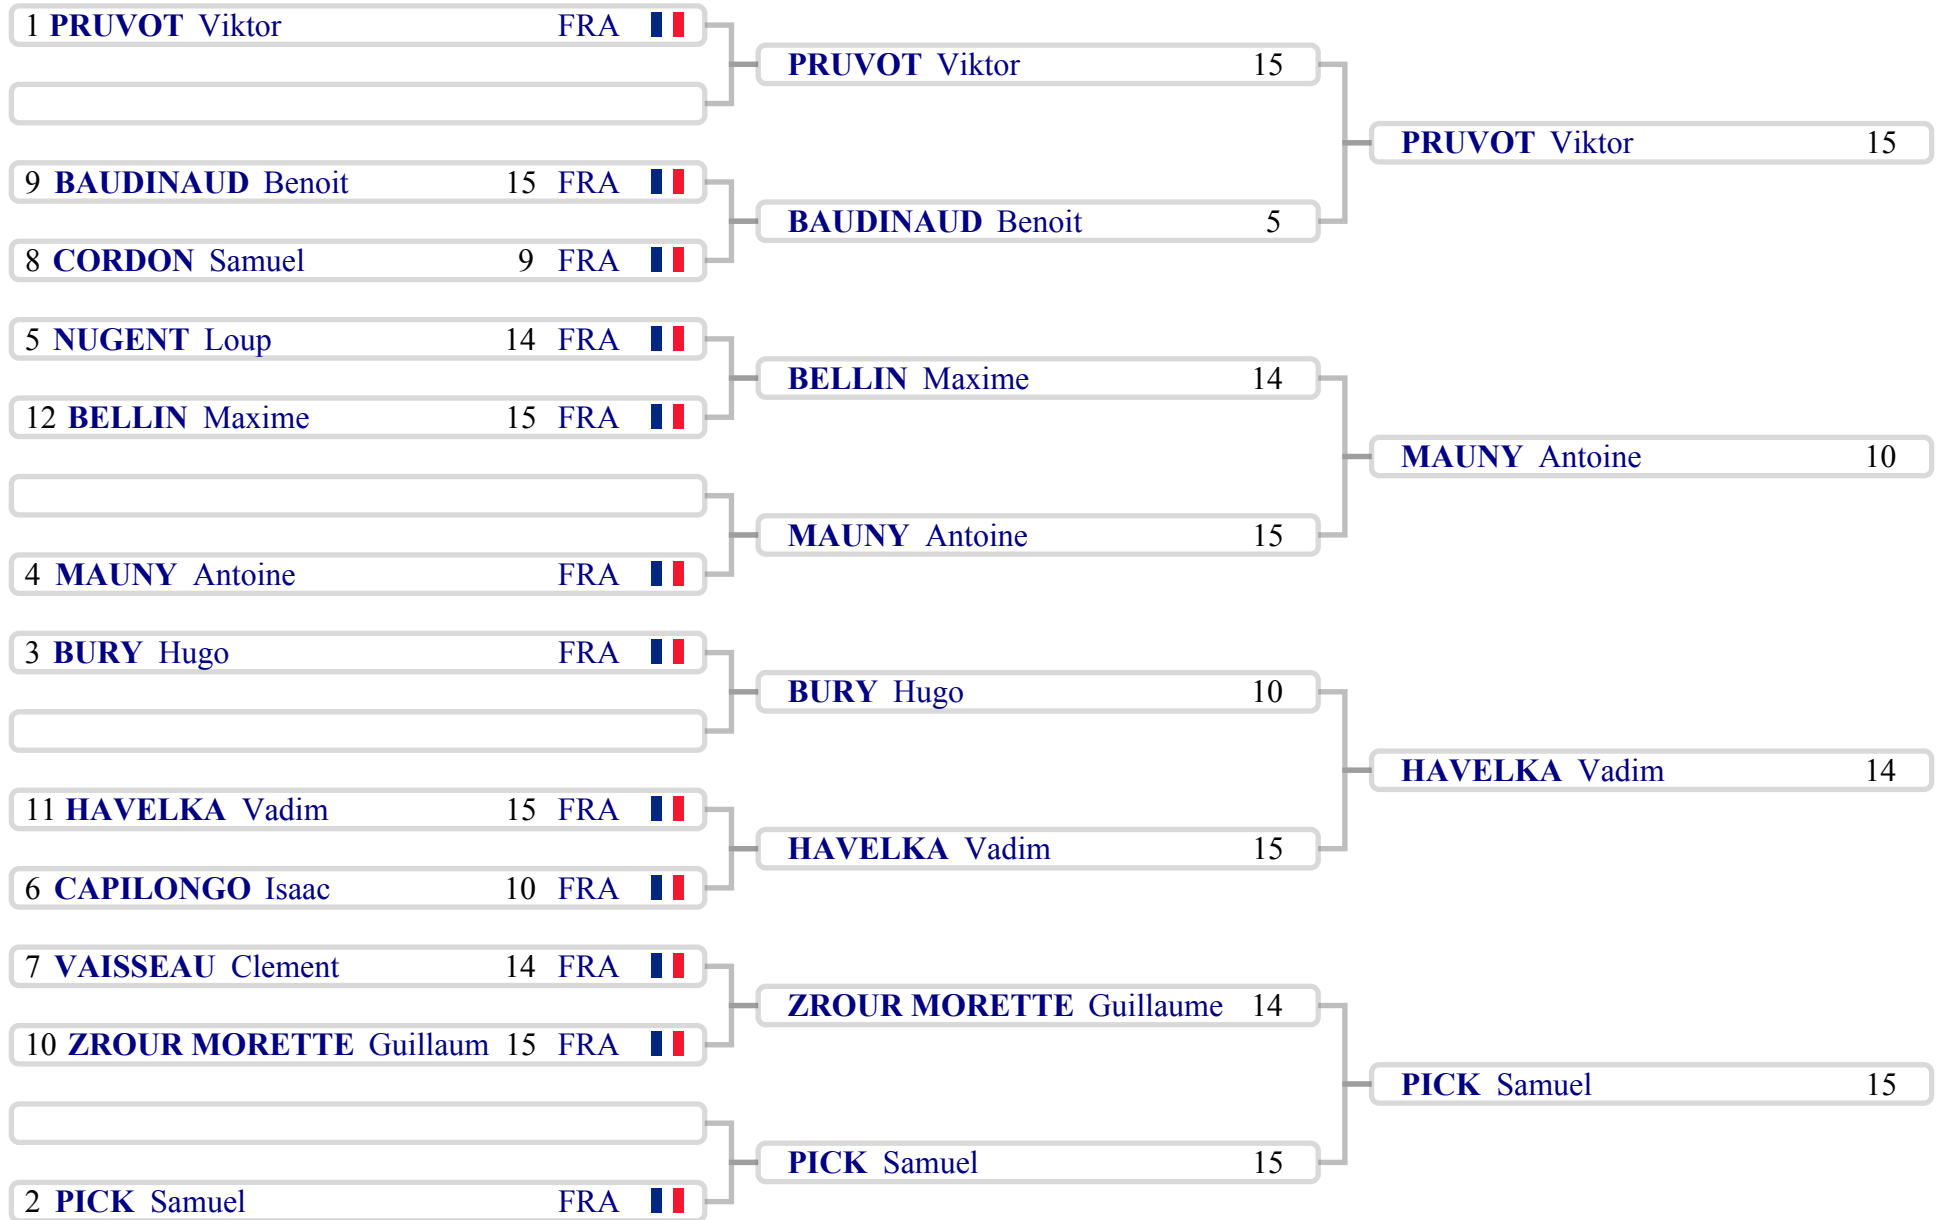 1 PRUVOT Viktor FRA
9 BAUDINAUD Benoit 15 FRA
8 CORDON Samuel 9 FRA
5 NUGENT Loup 14 FRA
12 BELLIN Maxime 15 FRA
4 MAUNY Antoine FRA
3 BURY Hugo FRA
11 HAVELKA Vadim 15 FRA
6 CAPILONGO Isaac 10 FRA
7 VAISSEAU Clement 14 FRA
10 ZROUR MORETTE Guillaum 15 FRA
2 PICK Samuel FRA
PRUVOT Viktor 15
BAUDINAUD Benoit 5
BELLIN Maxime 14
MAUNY Antoine 15
BURY Hugo 10
HAVELKA Vadim 15
ZROUR MORETTE Guillaume 14
PICK Samuel 15
PRUVOT Viktor 15
MAUNY Antoine 10
HAVELKA Vadim 14
PICK Samuel 15